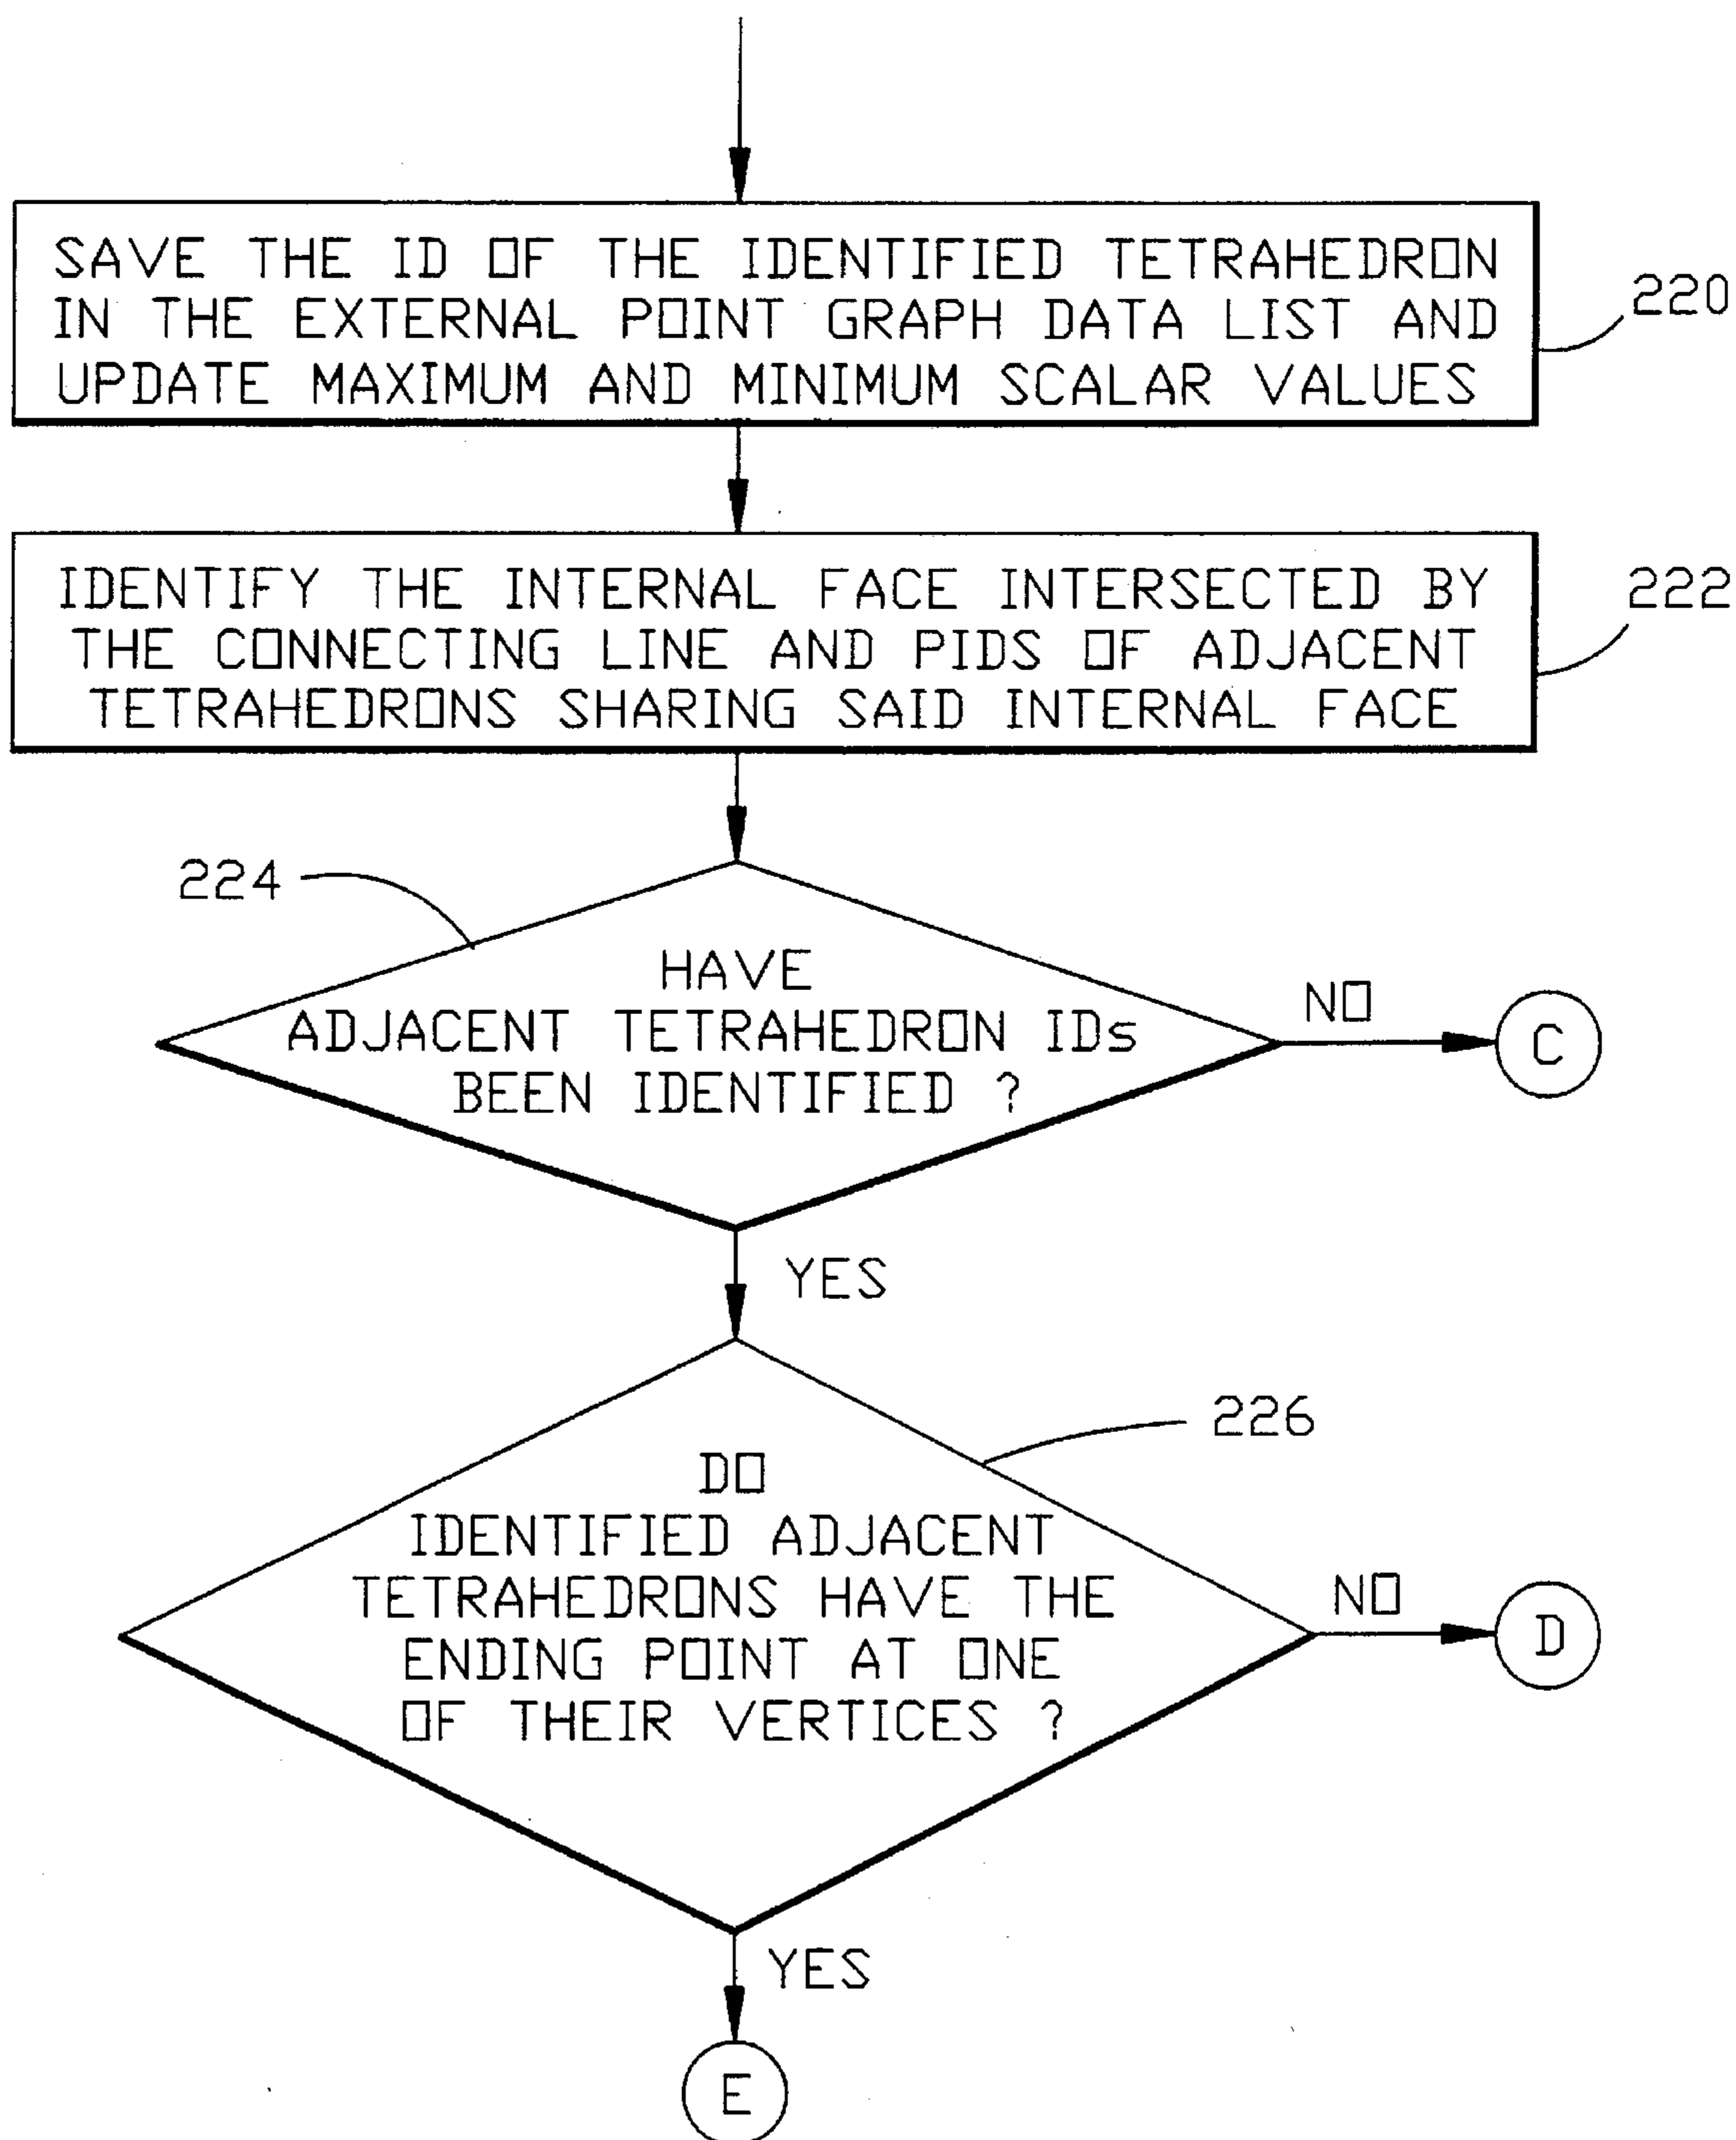 SAVE THE ID OF THE IDENTIFIED TETRAHEDRON
IN THE EXTERNAL POINT GRAPH DATA LIST AND
UPDATE MAXIMUM AND MINIMUM SCALAR VALUES
220
IDENTIFY THE INTERNAL FACE INTERSECTED BY
THE CONNECTING LINE AND PIDS OF ADJACENT
TETRAHEDRONS SHARING SAID INTERNAL FACE
222
224
HAVE
ADJACENT TETRAHEDRON IDs
BEEN IDENTIFIED ?
NO
C
YES
226
DO
IDENTIFIED ADJACENT
TETRAHEDRONS HAVE THE
ENDING POINT AT ONE
OF THEIR VERTICES ?
NO
D
YES
E